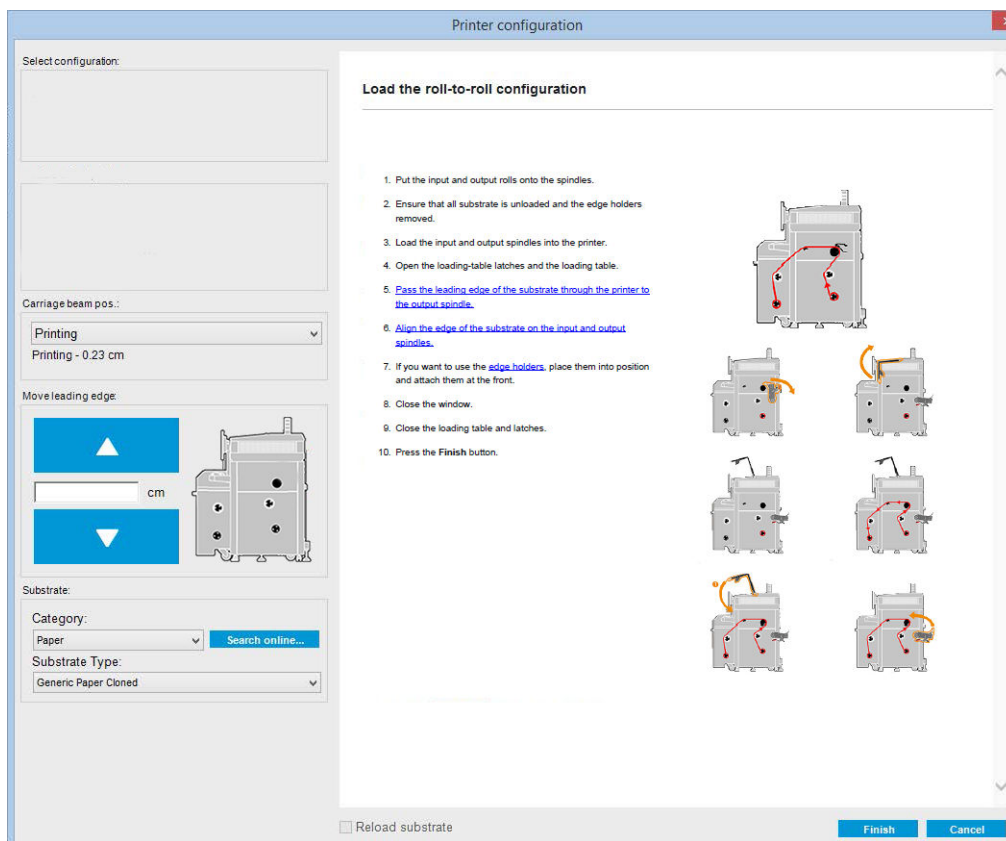 Printer configuration
Select configuration:
Carriage beam pos.:
Printing
Printing - 0.23 cm
Move leading edge:
cm
Substrate:
Category:
Paper
Search online...
Substrate Type:
Generic Paper Cloned
Load the roll-to-roll configuration
1. Put the input and output rolls onto the spindles.
2. Ensure that all substrate is unloaded and the edge holders
removed.
3. Load the input and output spindles into the printer.
4. Open the loading-table latches and the loading table.
5. Pass the leading edge of the substrate through the printer to
the output spindle.
6. Align the edge of the substrate on the input and output
spindles.
7. If you want to use the edge holders, place them into position
and attach them at the front.
8. Close the window.
9. Close the loading table and latches.
10. Press the Finish button.
Reload substrate
Finish
Cancel